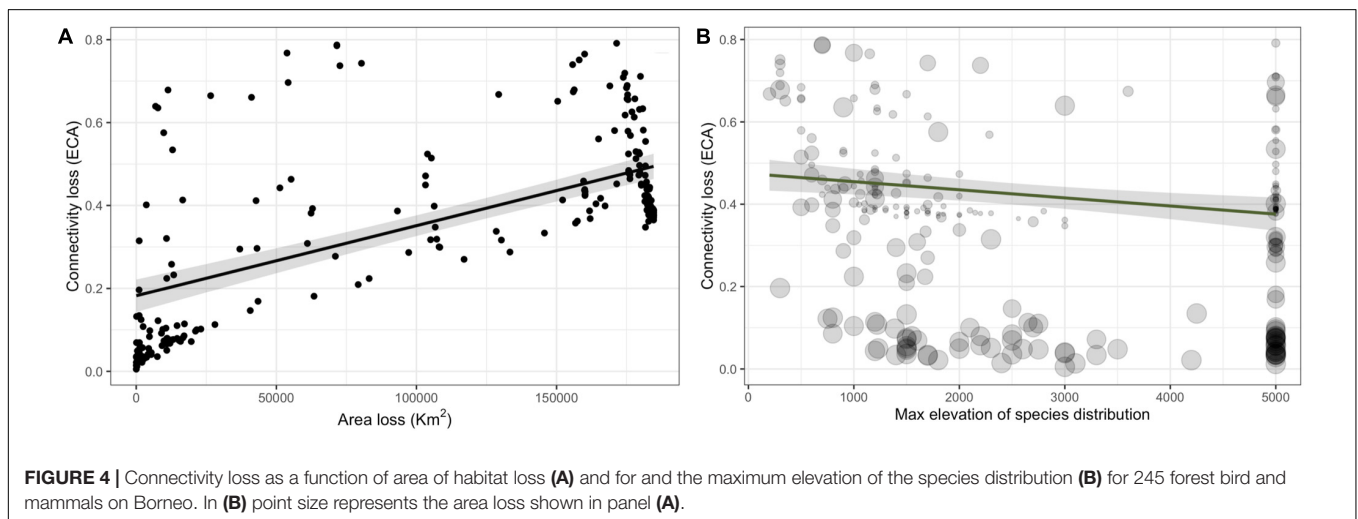 A
B
0.8
0.6
0.4
0.2
0.0
Connectivity loss (ECA)
0 50000 100000 150000
Area loss (Km²)
0.8
0.6
0.4
0.2
0.0
Connectivity loss (ECA)
0 1000 2000 3000 4000 5000
Max elevation of species distribution
FIGURE 4 | Connectivity loss as a function of area of habitat loss (A) and for and the maximum elevation of the species distribution (B) for 245 forest bird and
mammals on Borneo. In (B) point size represents the area loss shown in panel (A).